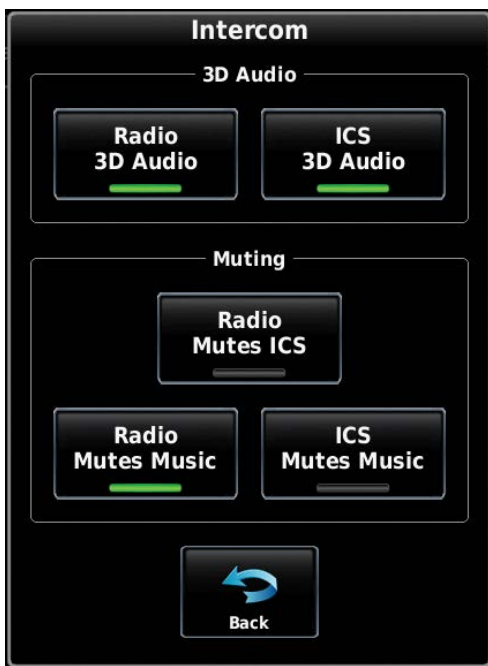 Intercom
3D Audio
Radio
3D Audio
ICS
3D Audio
Muting
Radio
Mutes ICS
Radio
Mutes Music
ICS
Mutes Music
Back